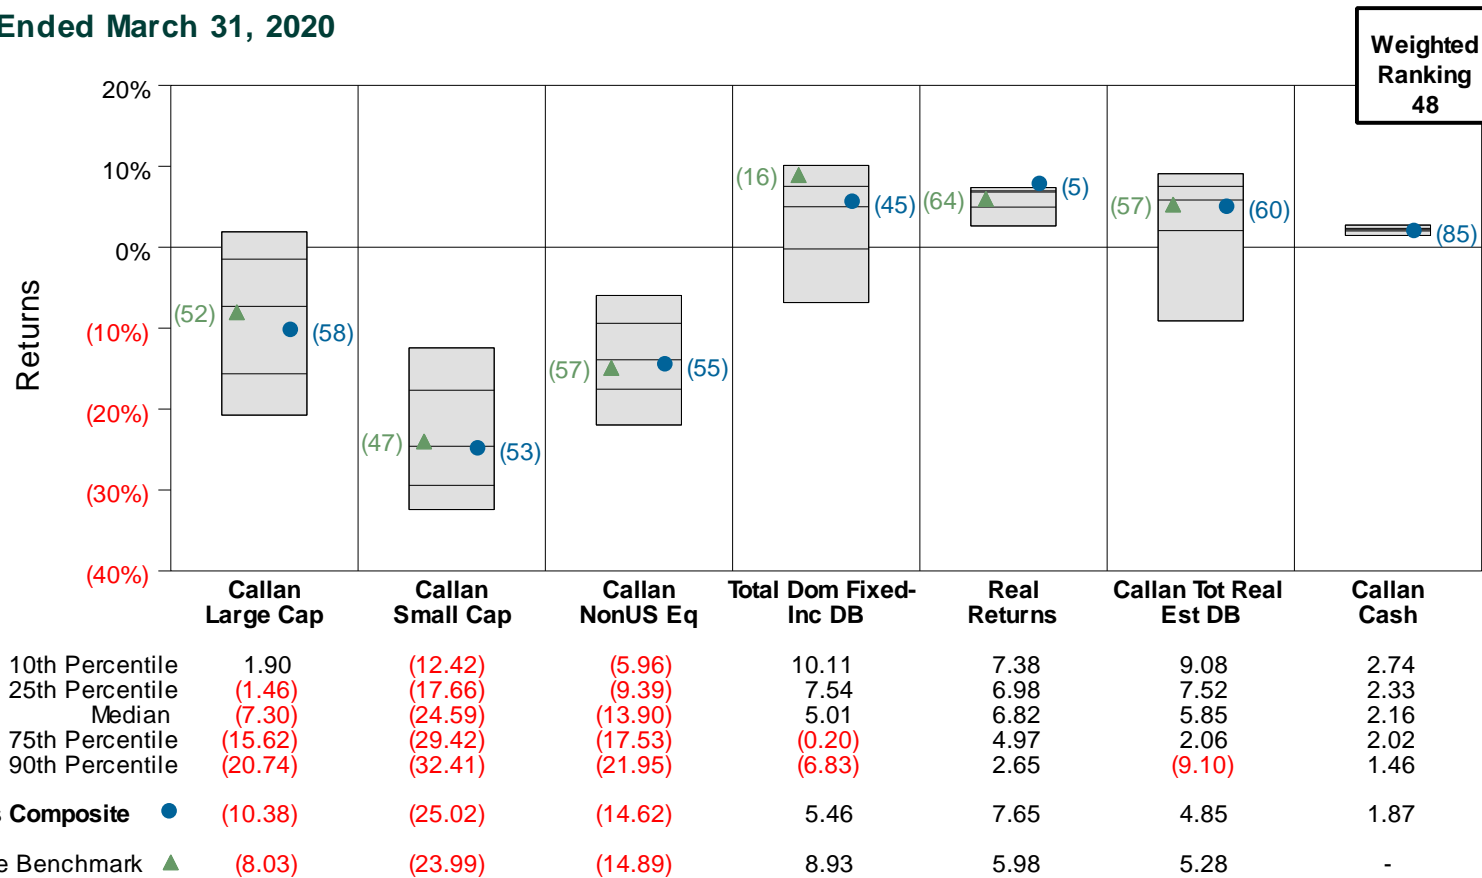 Ended March 31, 2020
Weighted
Ranking
48
Returns
20%
10%
0%
(10%)
(20%)
(30%)
(40%)
(52)
(58)
(47)
(53)
(57)
(55)
(16)
(45)
(64)
(5)
(57)
(60)
(85)
Callan
Large Cap
Callan
Small Cap
Callan
NonUS Eq
Total Dom Fixed-
Inc DB
Real
Returns
Callan Tot Real
Est DB
Callan
Cash
10th Percentile 1.90 (12.42) (5.96) 10.11 7.38 9.08 2.74
25th Percentile (1.46) (17.66) (9.39) 7.54 6.98 7.52 2.33
Median (7.30) (24.59) (13.90) 5.01 6.82 5.85 2.16
75th Percentile (15.62) (29.42) (17.53) (0.20) 4.97 2.06 2.02
90th Percentile (20.74) (32.41) (21.95) (6.83) 2.65 (9.10) 1.46
s Composite (10.38) (25.02) (14.62) 5.46 7.65 4.85 1.87
e Benchmark (8.03) (23.99) (14.89) 8.93 5.98 5.28 -